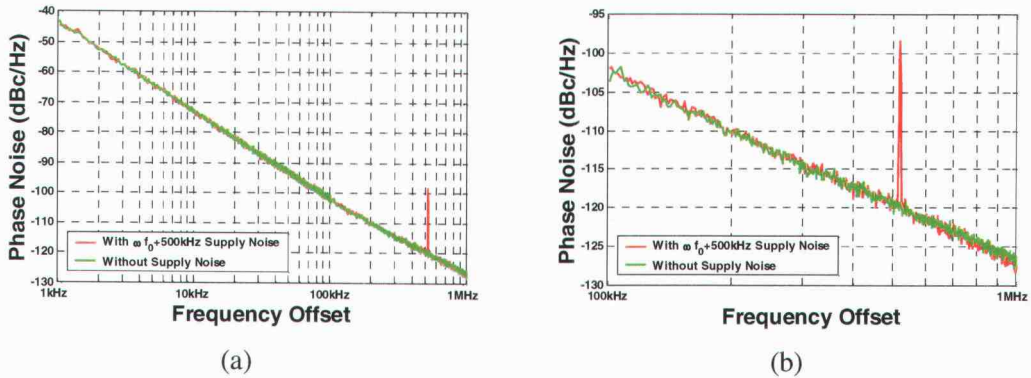 -40
-50
-60
-70
-80
-90
-100
-110
-120
-130
Phase Noise (dBc/Hz)
With ω f0+500kHz Supply Noise
Without Supply Noise
1kHz 10kHz 100kHz 1MHz
Frequency Offset
(a)
-95
-100
-105
-110
-115
-120
-125
-130
Phase Noise (dBc/Hz)
With ω f0+500kHz Supply Noise
Without Supply Noise
100kHz 1MHz
Frequency Offset
(b)